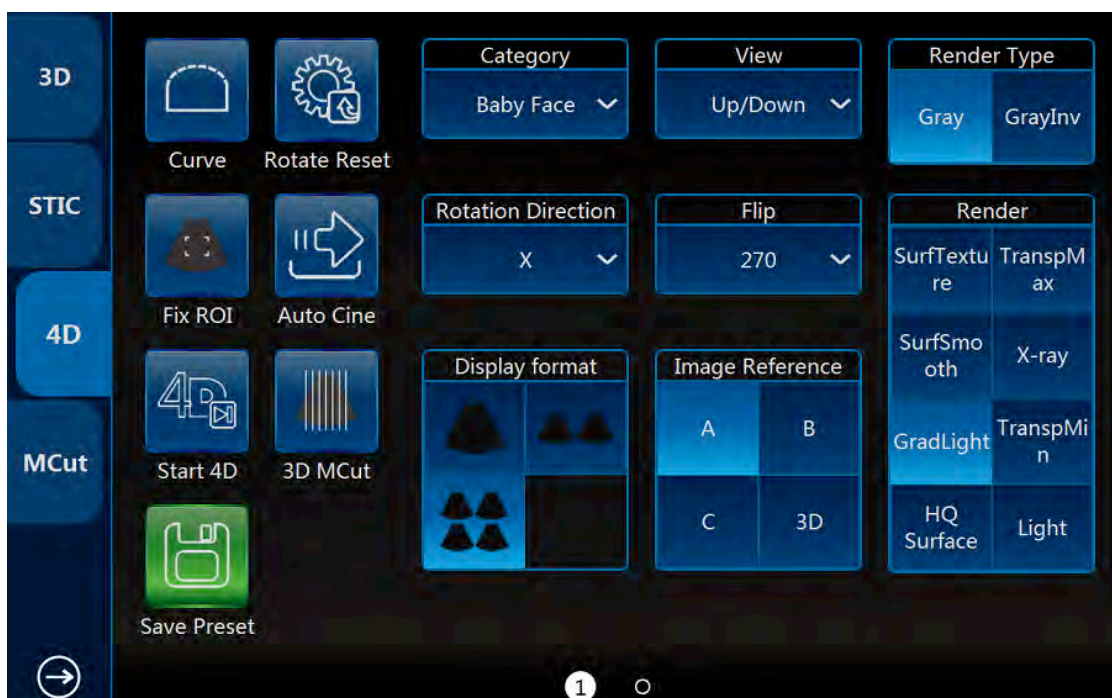 3D
STIC
4D
MCut
Curve
Rotate Reset
Fix ROI
Auto Cine
4D
Start 4D
3D MCut
Save Preset
Category
Baby Face
View
Up/Down
Render Type
Gray
GrayInv
Rotation Direction
X
Flip
270
Display format
Image Reference
A
B
C
3D
Render
SurfTextu
re
TranspM
ax
SurfSmo
oth
X-ray
GradLight
TranspMi
n
HQ
Surface
Light
1